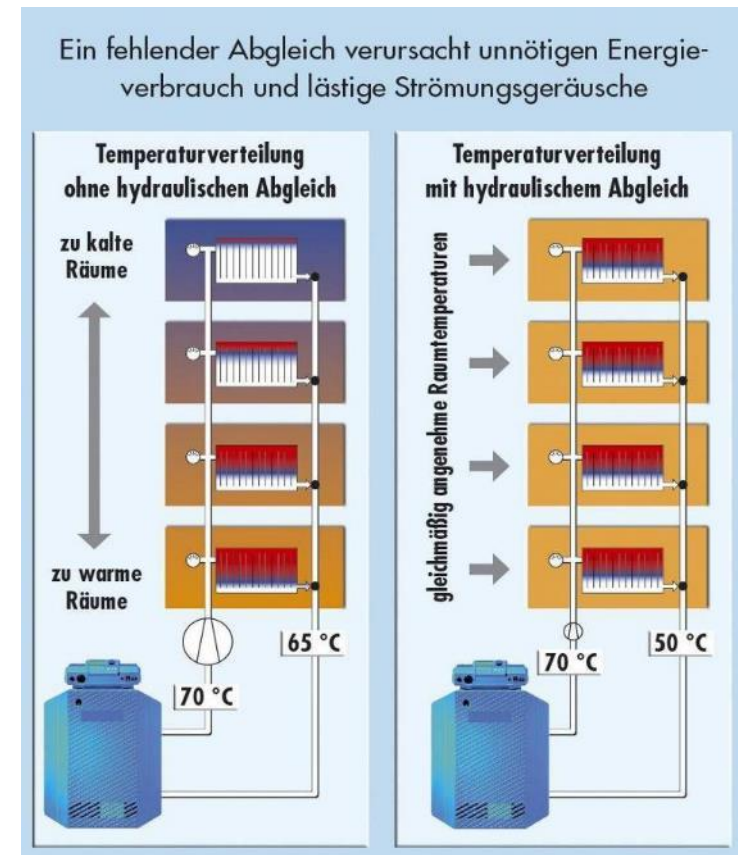 Ein fehlender Abgleich verursacht unnötigen Energie-
verbrauch und lästige Strömungsgeräusche
Temperaturverteilung
ohne hydraulischen Abgleich
zu kalte
Räume
zu warme
Räume
65 °C
70 °C
Temperaturverteilung
mit hydraulischem Abgleich
gleichmäßig angenehme Raumtemperaturen
50 °C
70 °C